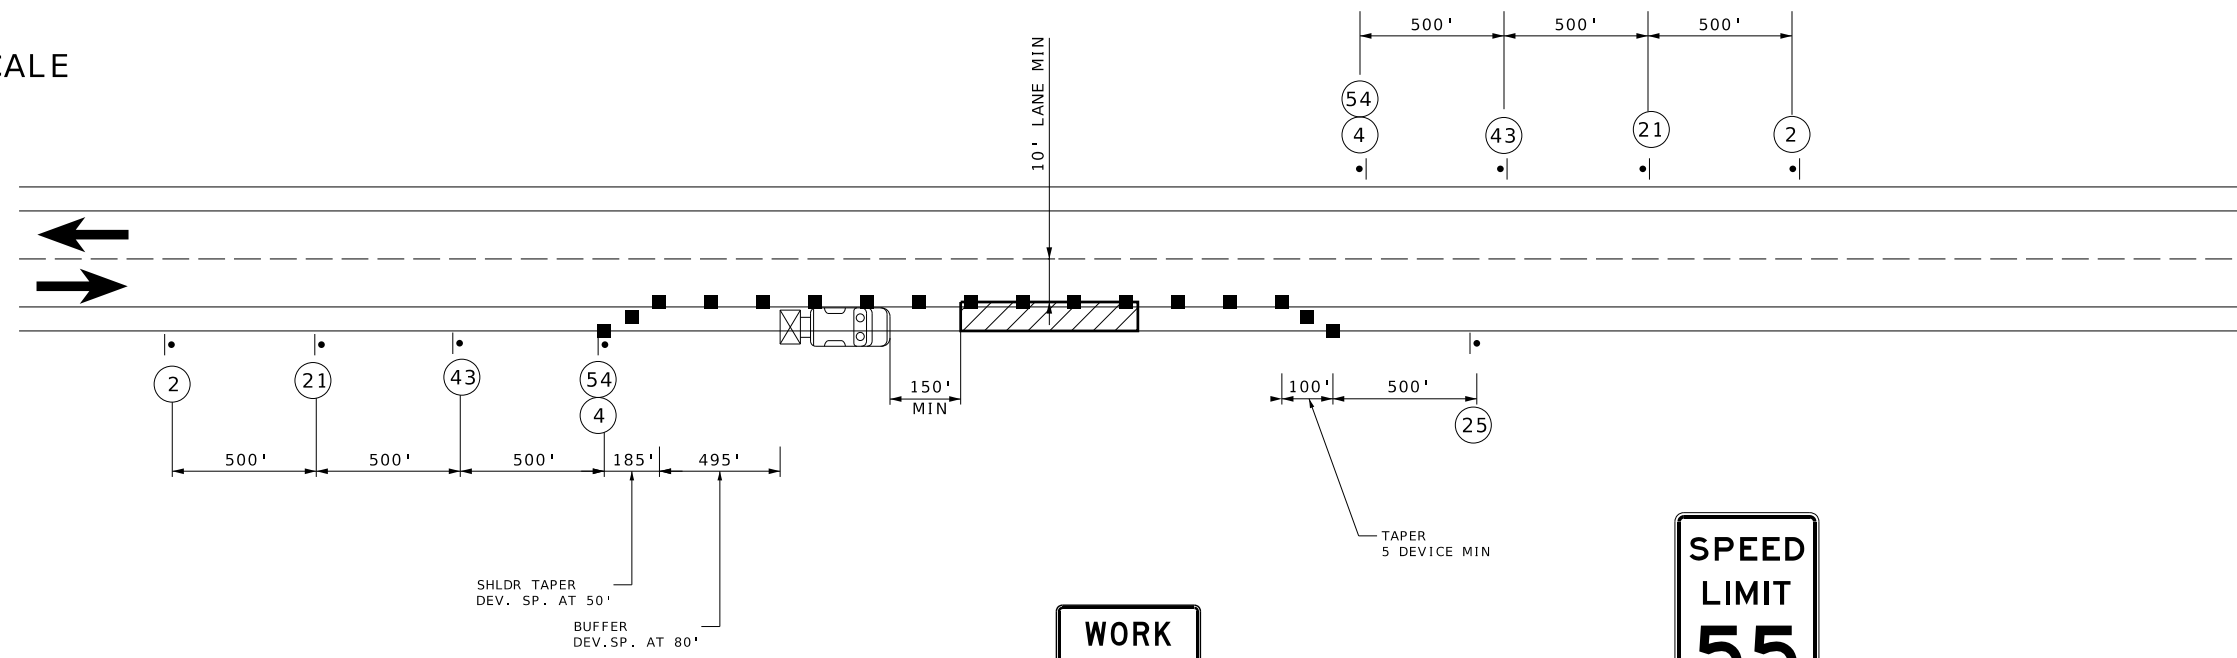 500' 500' 500'
10' LANE MIN
54
4 43 21 2
2 21 43 54
4
150'
MIN
100' 500'
25
500' 500' 500' 185' 495'
TAPER
5 DEVICE MIN
SHLDR TAPER
DEV. SP. AT 50'
BUFFER
DEV.SP. AT 80'
SPEED
LIMIT
55
WORK